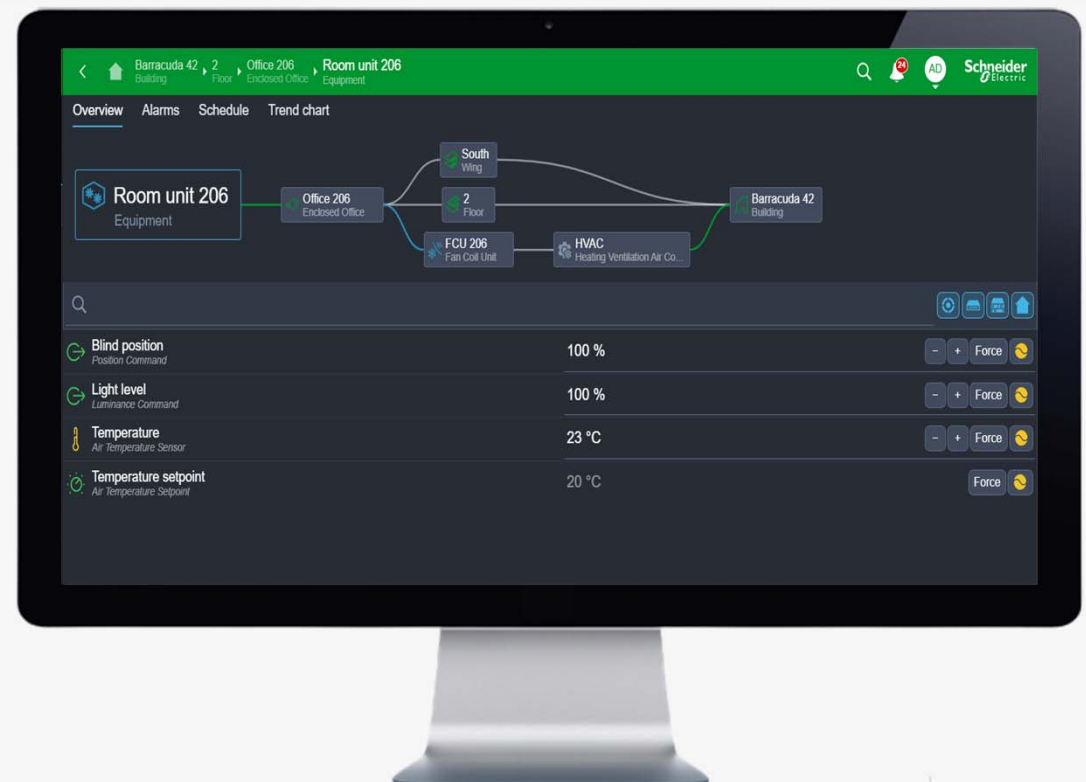 Barracuda 42
Building
2
Floor
Office 206
Enclosed Office
Room unit 206
Equipment
24
AD
Schneider
Electric
Overview
Alarms
Schedule
Trend chart
Room unit 206
Equipment
Office 206
Enclosed Office
South
Wing
2
Floor
FCU 206
Fan Coil Unit
HVAC
Heating Ventilation Air Co...
Barracuda 42
Building
Blind position
Position Command
100 %
- + Force
Light level
Luminance Command
100 %
- + Force
Temperature
Air Temperature Sensor
23 °C
- + Force
Temperature setpoint
Air Temperature Setpoint
20 °C
Force